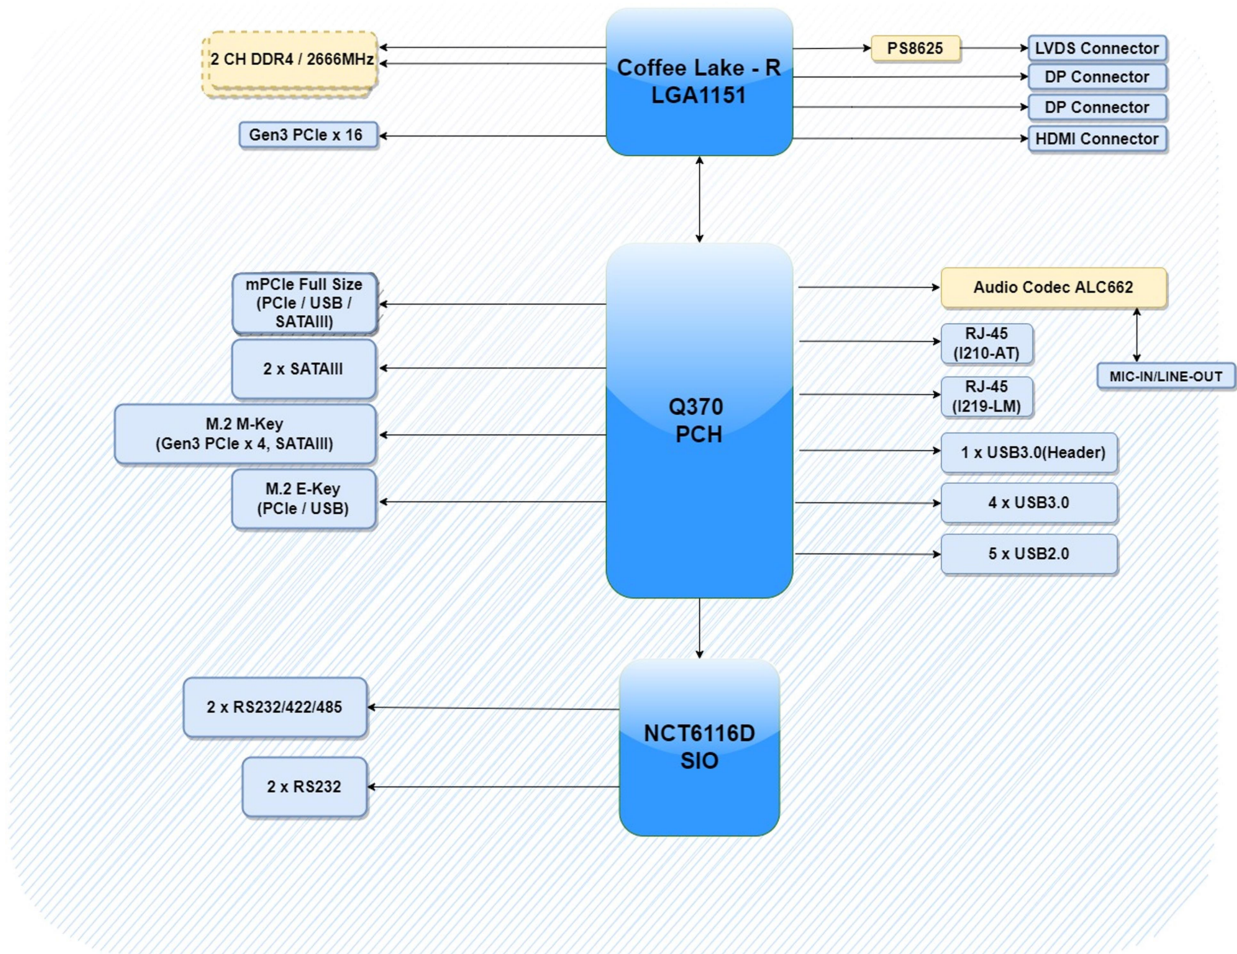 2 CH DDR4 / 2666MHz
Gen3 PCIe x 16
Coffee Lake - R
LGA1151
PS8625
LVDS Connector
DP Connector
DP Connector
HDMI Connector
mPCIe Full Size
(PCIe / USB /
SATAIII)
2 x SATAIII
M.2 M-Key
(Gen3 PCIe x 4, SATAIII)
M.2 E-Key
(PCIe / USB)
Q370
PCH
Audio Codec ALC662
MIC-IN/LINE-OUT
RJ-45
(I210-AT)
RJ-45
(I219-LM)
1 x USB3.0(Header)
4 x USB3.0
5 x USB2.0
2 x RS232/422/485
2 x RS232
NCT6116D
SIO